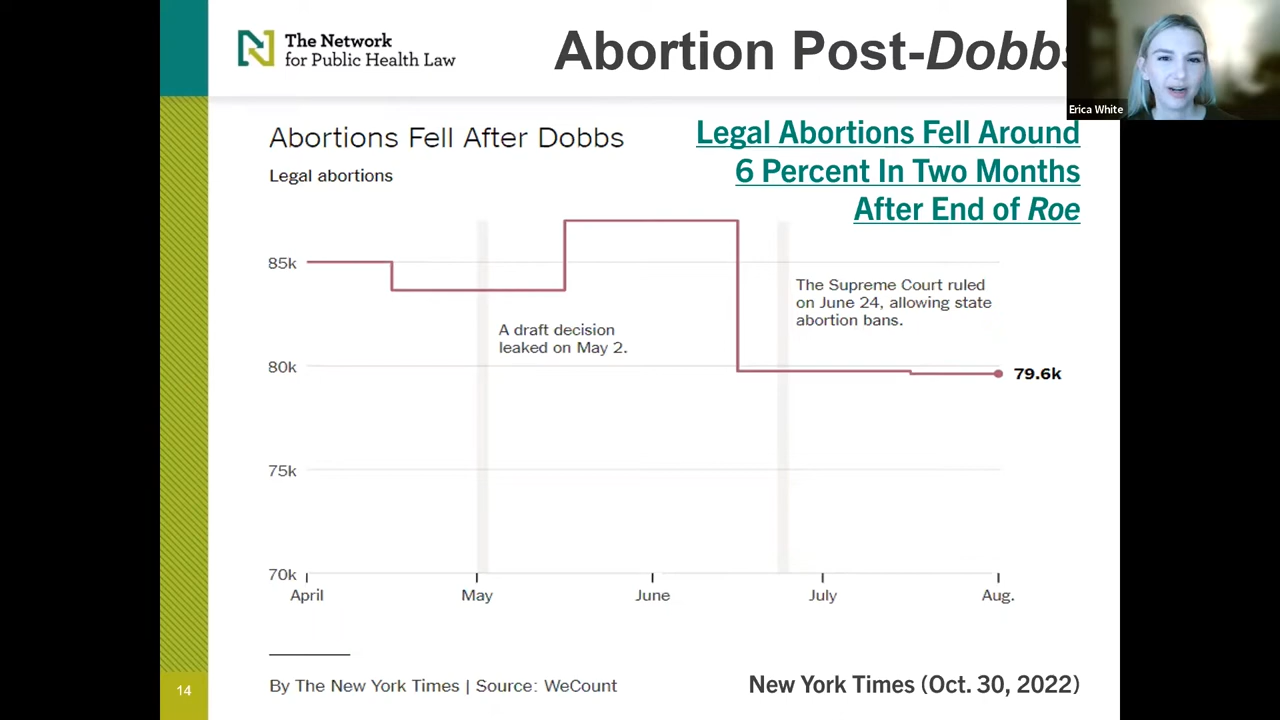 The Network
for Public Health Law
Abortion Post-Dobbs
Erica White
Abortions Fell After Dobbs
Legal abortions
Legal Abortions Fell Around
6 Percent In Two Months
After End of Roe
85k
80k
75k
70k
A draft decision
leaked on May 2.
The Supreme Court ruled
on June 24, allowing state
abortion bans.
79.6k
April May June July Aug.
By The New York Times | Source: WeCount
New York Times (Oct. 30, 2022)
14